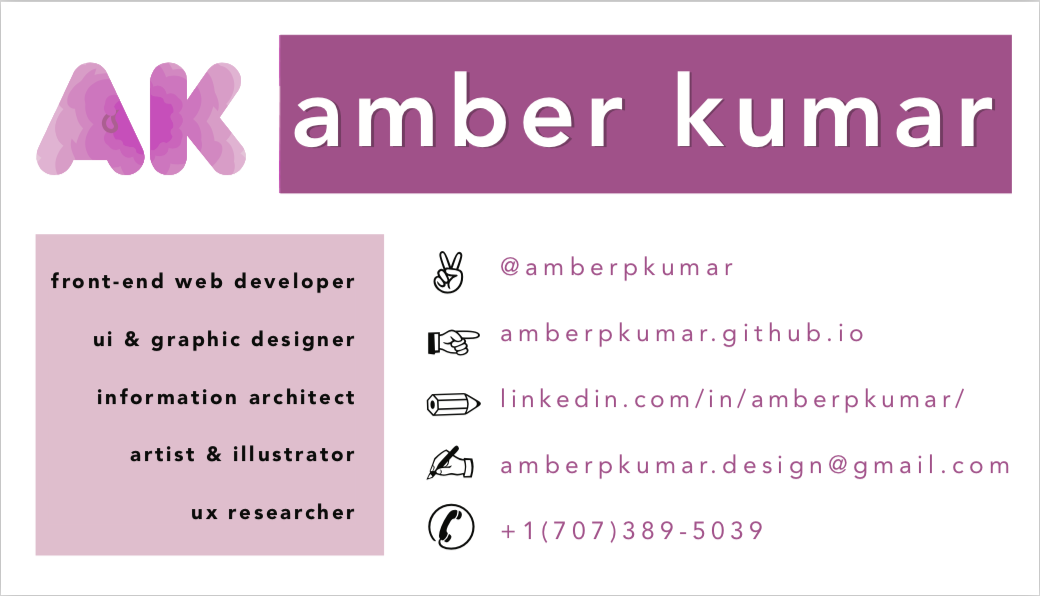 AK
amber kumar
front-end web developer
ui & graphic designer
information architect
artist & illustrator
ux researcher
@amberpkumar
amberpkumar.github.io
linkedin.com/in/amberpkumar/
amberpkumar.design@gmail.com
+1(707)389-5039